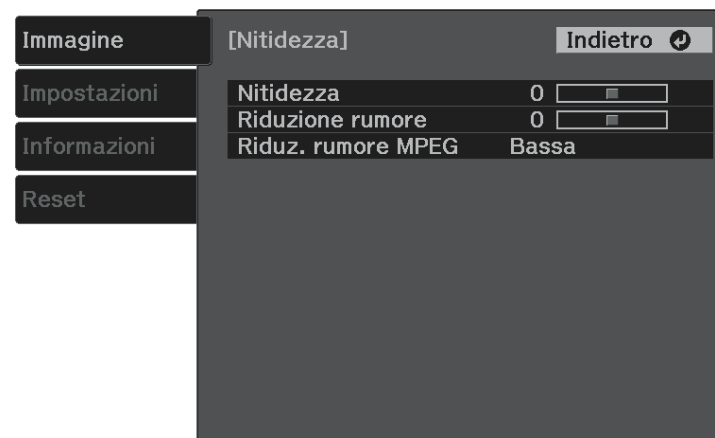 Immagine
Impostazioni
Informazioni
Reset
[Nitidezza]
Indietro
Nitidezza 0
Riduzione rumore 0
Riduz. rumore MPEG Bassa